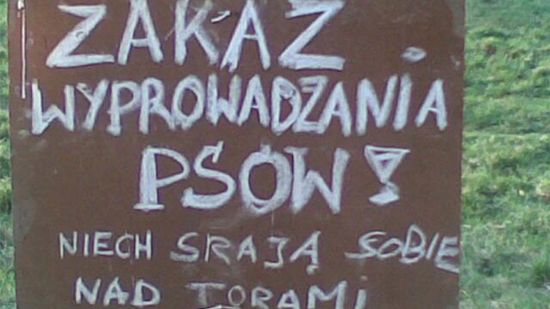 ZAKAZ
WYPROWADZANIA
PSÓW!
NIECH SRAJĄ SOBIE
NAD TORAMI